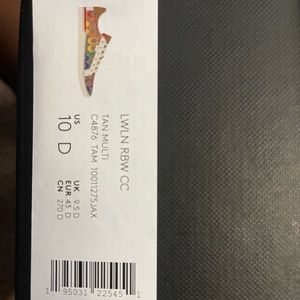 LWLN RBW CC
TAN MULTI
C4876 TAM 10011275JAX
US
10 D
UK 9.5 D
EUR 43 D
CN 270 D
1 95031 22545 1